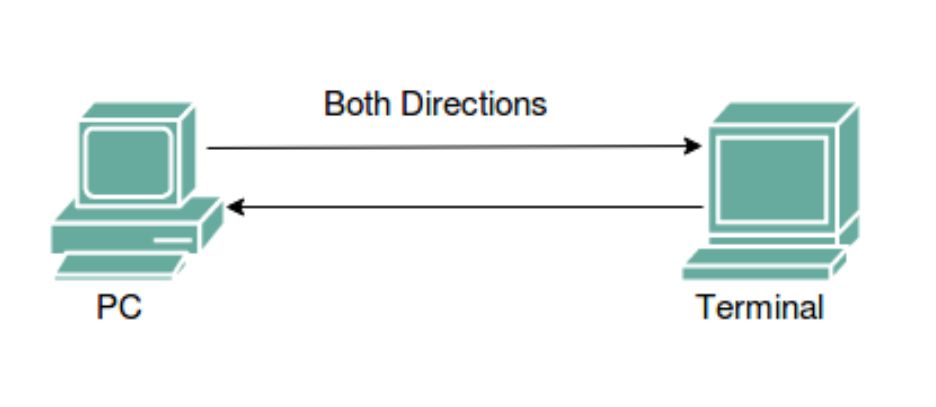 Both Directions
PC
Terminal